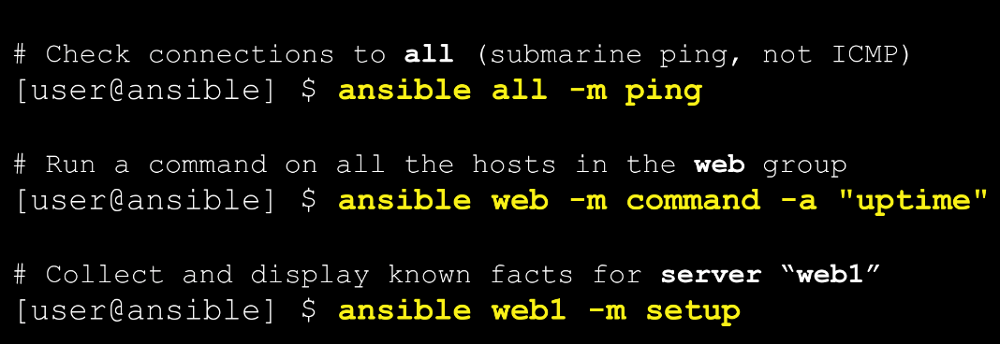 # Check connections to all (submarine ping, not ICMP)
[user@ansible] $ ansible all -m ping
# Run a command on all the hosts in the web group
[user@ansible] $ ansible web -m command -a "uptime"
# Collect and display known facts for server “web1”
[user@ansible] $ ansible web1 -m setup